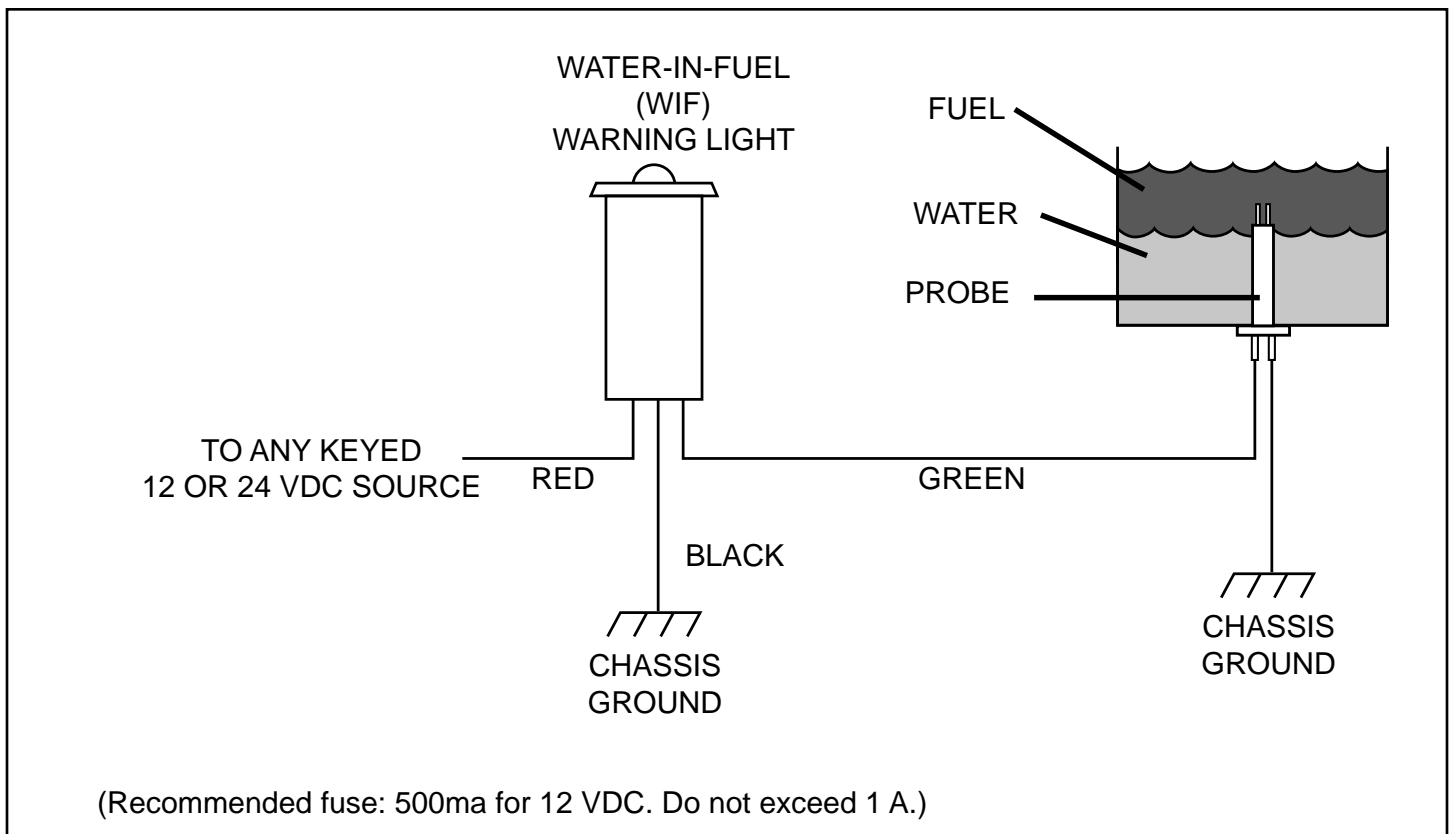 WATER-IN-FUEL
(WIF)
WARNING LIGHT
FUEL
WATER
PROBE
TO ANY KEYED
12 OR 24 VDC SOURCE
RED
GREEN
BLACK
CHASSIS
GROUND
CHASSIS
GROUND
(Recommended fuse: 500ma for 12 VDC. Do not exceed 1 A.)